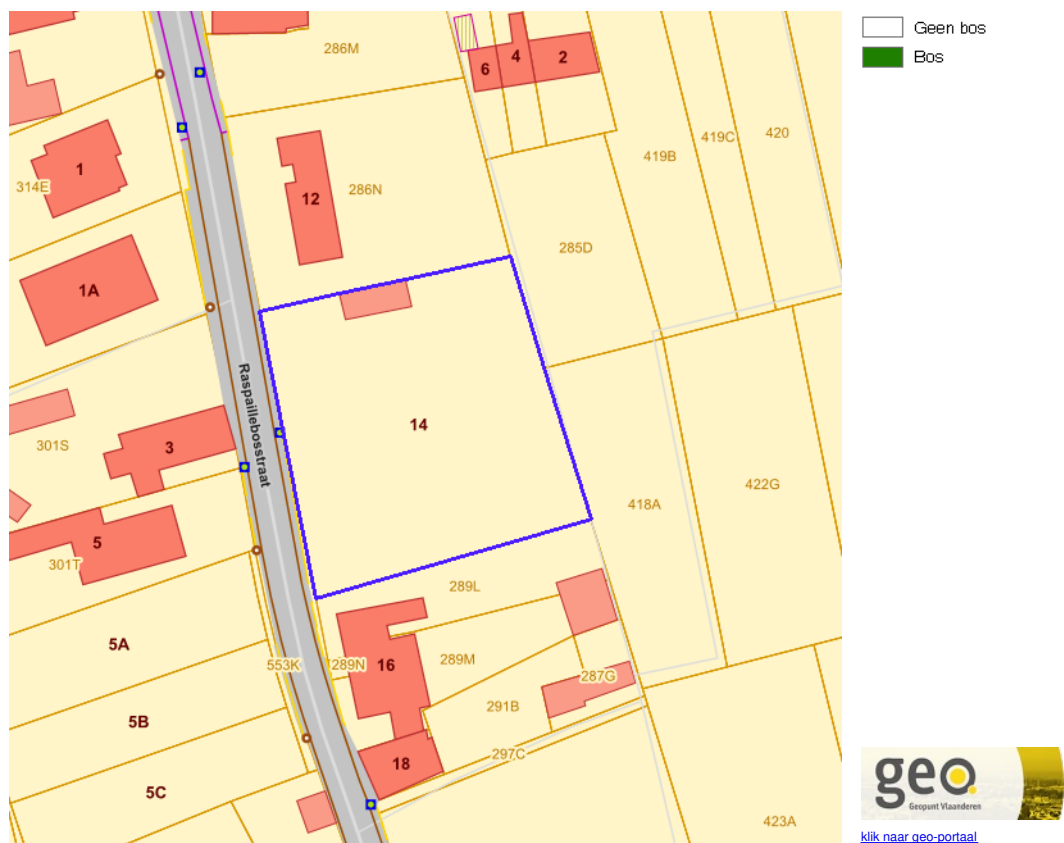 Geen bos
Bos
286M
6
4
2
419C
420
419B
1
314E
12
286N
285D
1A
Raspaillebosstraat
14
301S
3
422G
418A
5
301T
289L
5A
553K
289N
16
289M
287G
291B
5B
297C
18
5C
423A
geo
Geopunt Vlaanderen
klik naar geo-portaal